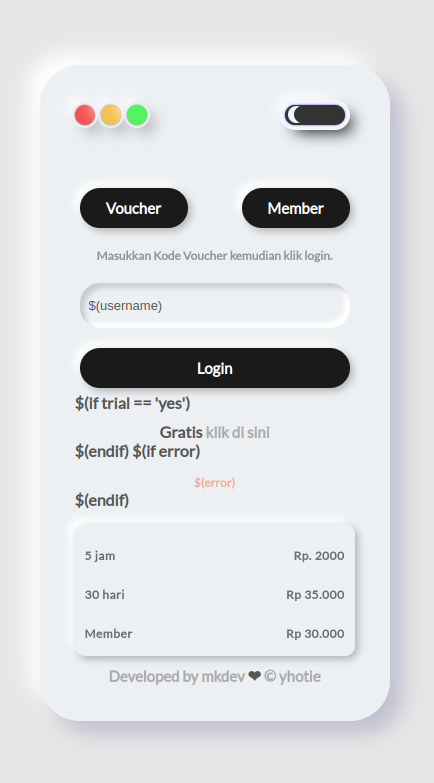 Voucher Member
Masukkan Kode Voucher kemudian klik login.
$(username)
Login
$(if trial == 'yes')
Gratis klik di sini
$(endif) $(if error)
$(error)
$(endif)
5 jam Rp. 2000
30 hari Rp 35.000
Member Rp 30.000
Developed by mkdev ❤ © yhotie